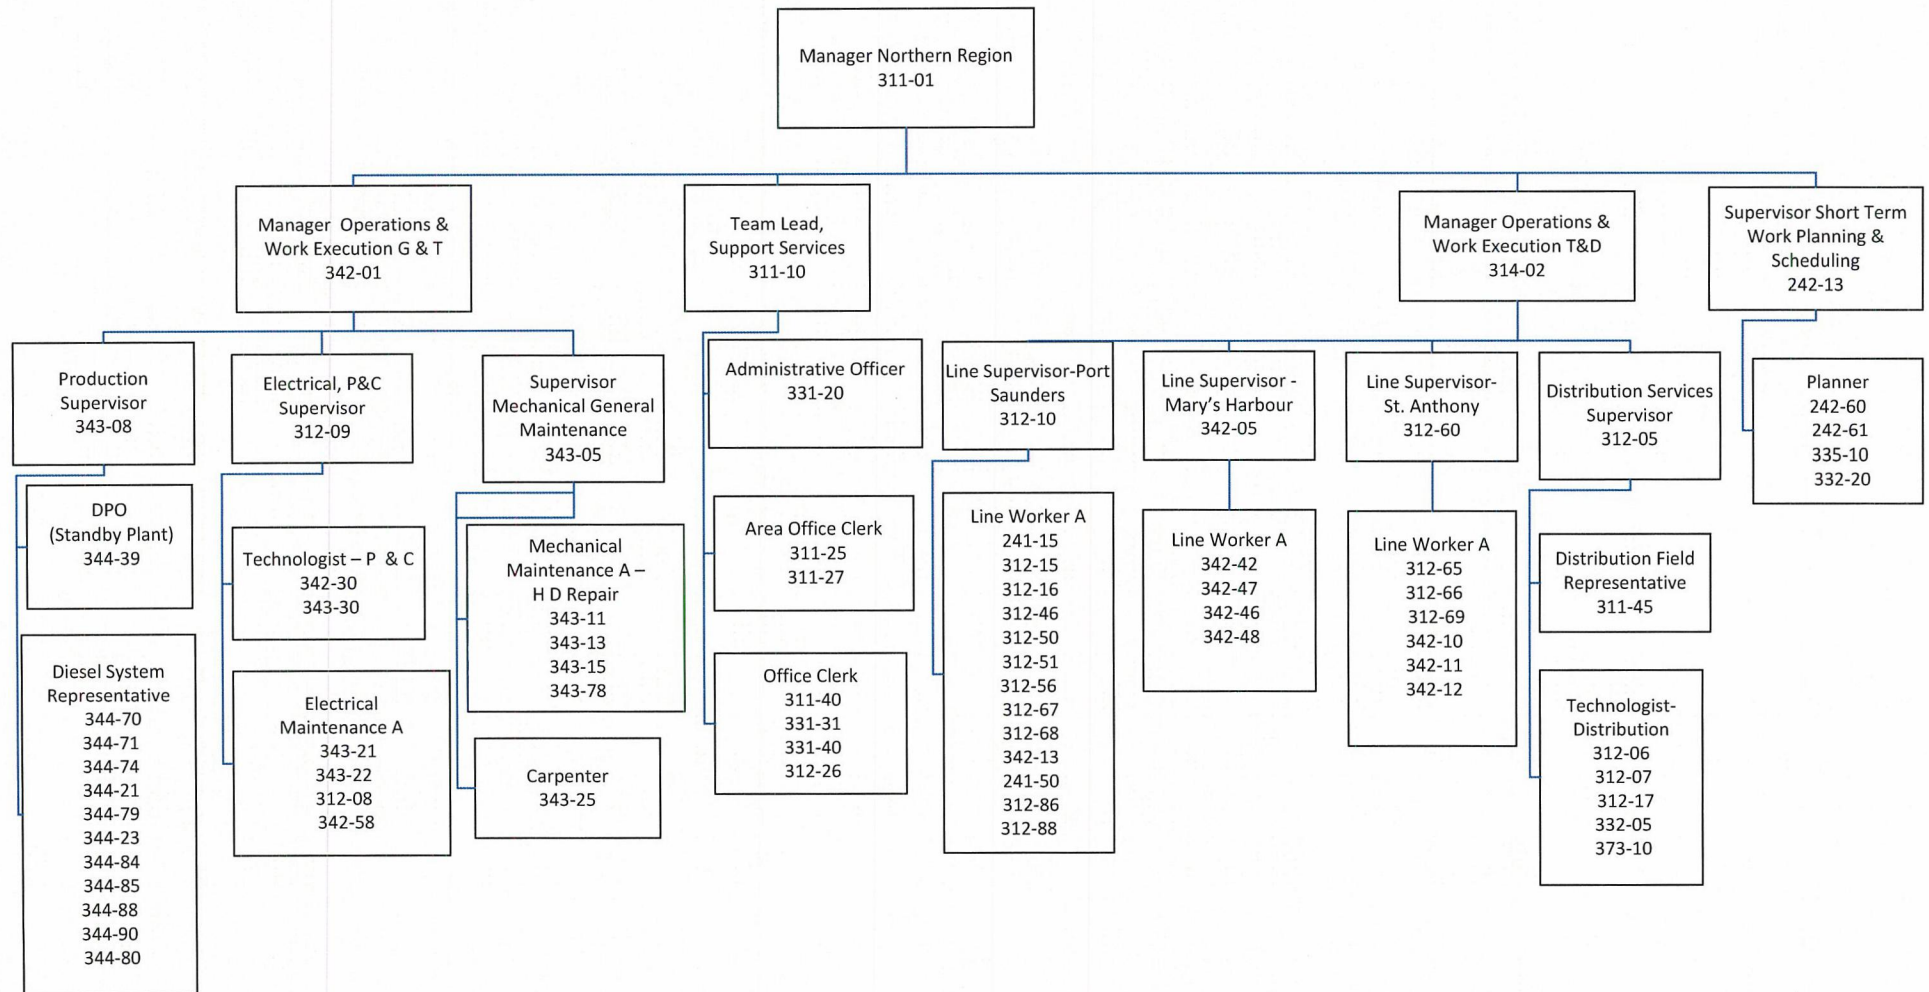 Manager Northern Region
311-01
Manager Operations &
Work Execution G & T
342-01
Team Lead,
Support Services
311-10
Manager Operations &
Work Execution T&D
314-02
Supervisor Short Term
Work Planning &
Scheduling
242-13
Production
Supervisor
343-08
Electrical, P&C
Supervisor
312-09
Supervisor
Mechanical General
Maintenance
343-05
Administrative Officer
331-20
Line Supervisor-Port
Saunders
312-10
Line Supervisor -
Mary's Harbour
342-05
Line Supervisor-
St. Anthony
312-60
Distribution Services
Supervisor
312-05
Planner
242-60
242-61
335-10
332-20
DPO
(Standby Plant)
344-39
Technologist – P & C
342-30
343-30
Mechanical
Maintenance A –
H D Repair
343-11
343-13
343-15
343-78
Area Office Clerk
311-25
311-27
Line Worker A
241-15
312-15
312-16
312-46
312-50
312-51
312-56
312-67
312-68
342-13
241-50
312-86
312-88
Line Worker A
342-42
342-47
342-46
342-48
Line Worker A
312-65
312-66
312-69
342-10
342-11
342-12
Distribution Field
Representative
311-45
Diesel System
Representative
344-70
344-71
344-74
344-21
344-79
344-23
344-84
344-85
344-88
344-90
344-80
Electrical
Maintenance A
343-21
343-22
312-08
342-58
Carpenter
343-25
Office Clerk
311-40
331-31
331-40
312-26
Technologist-
Distribution
312-06
312-07
312-17
332-05
373-10